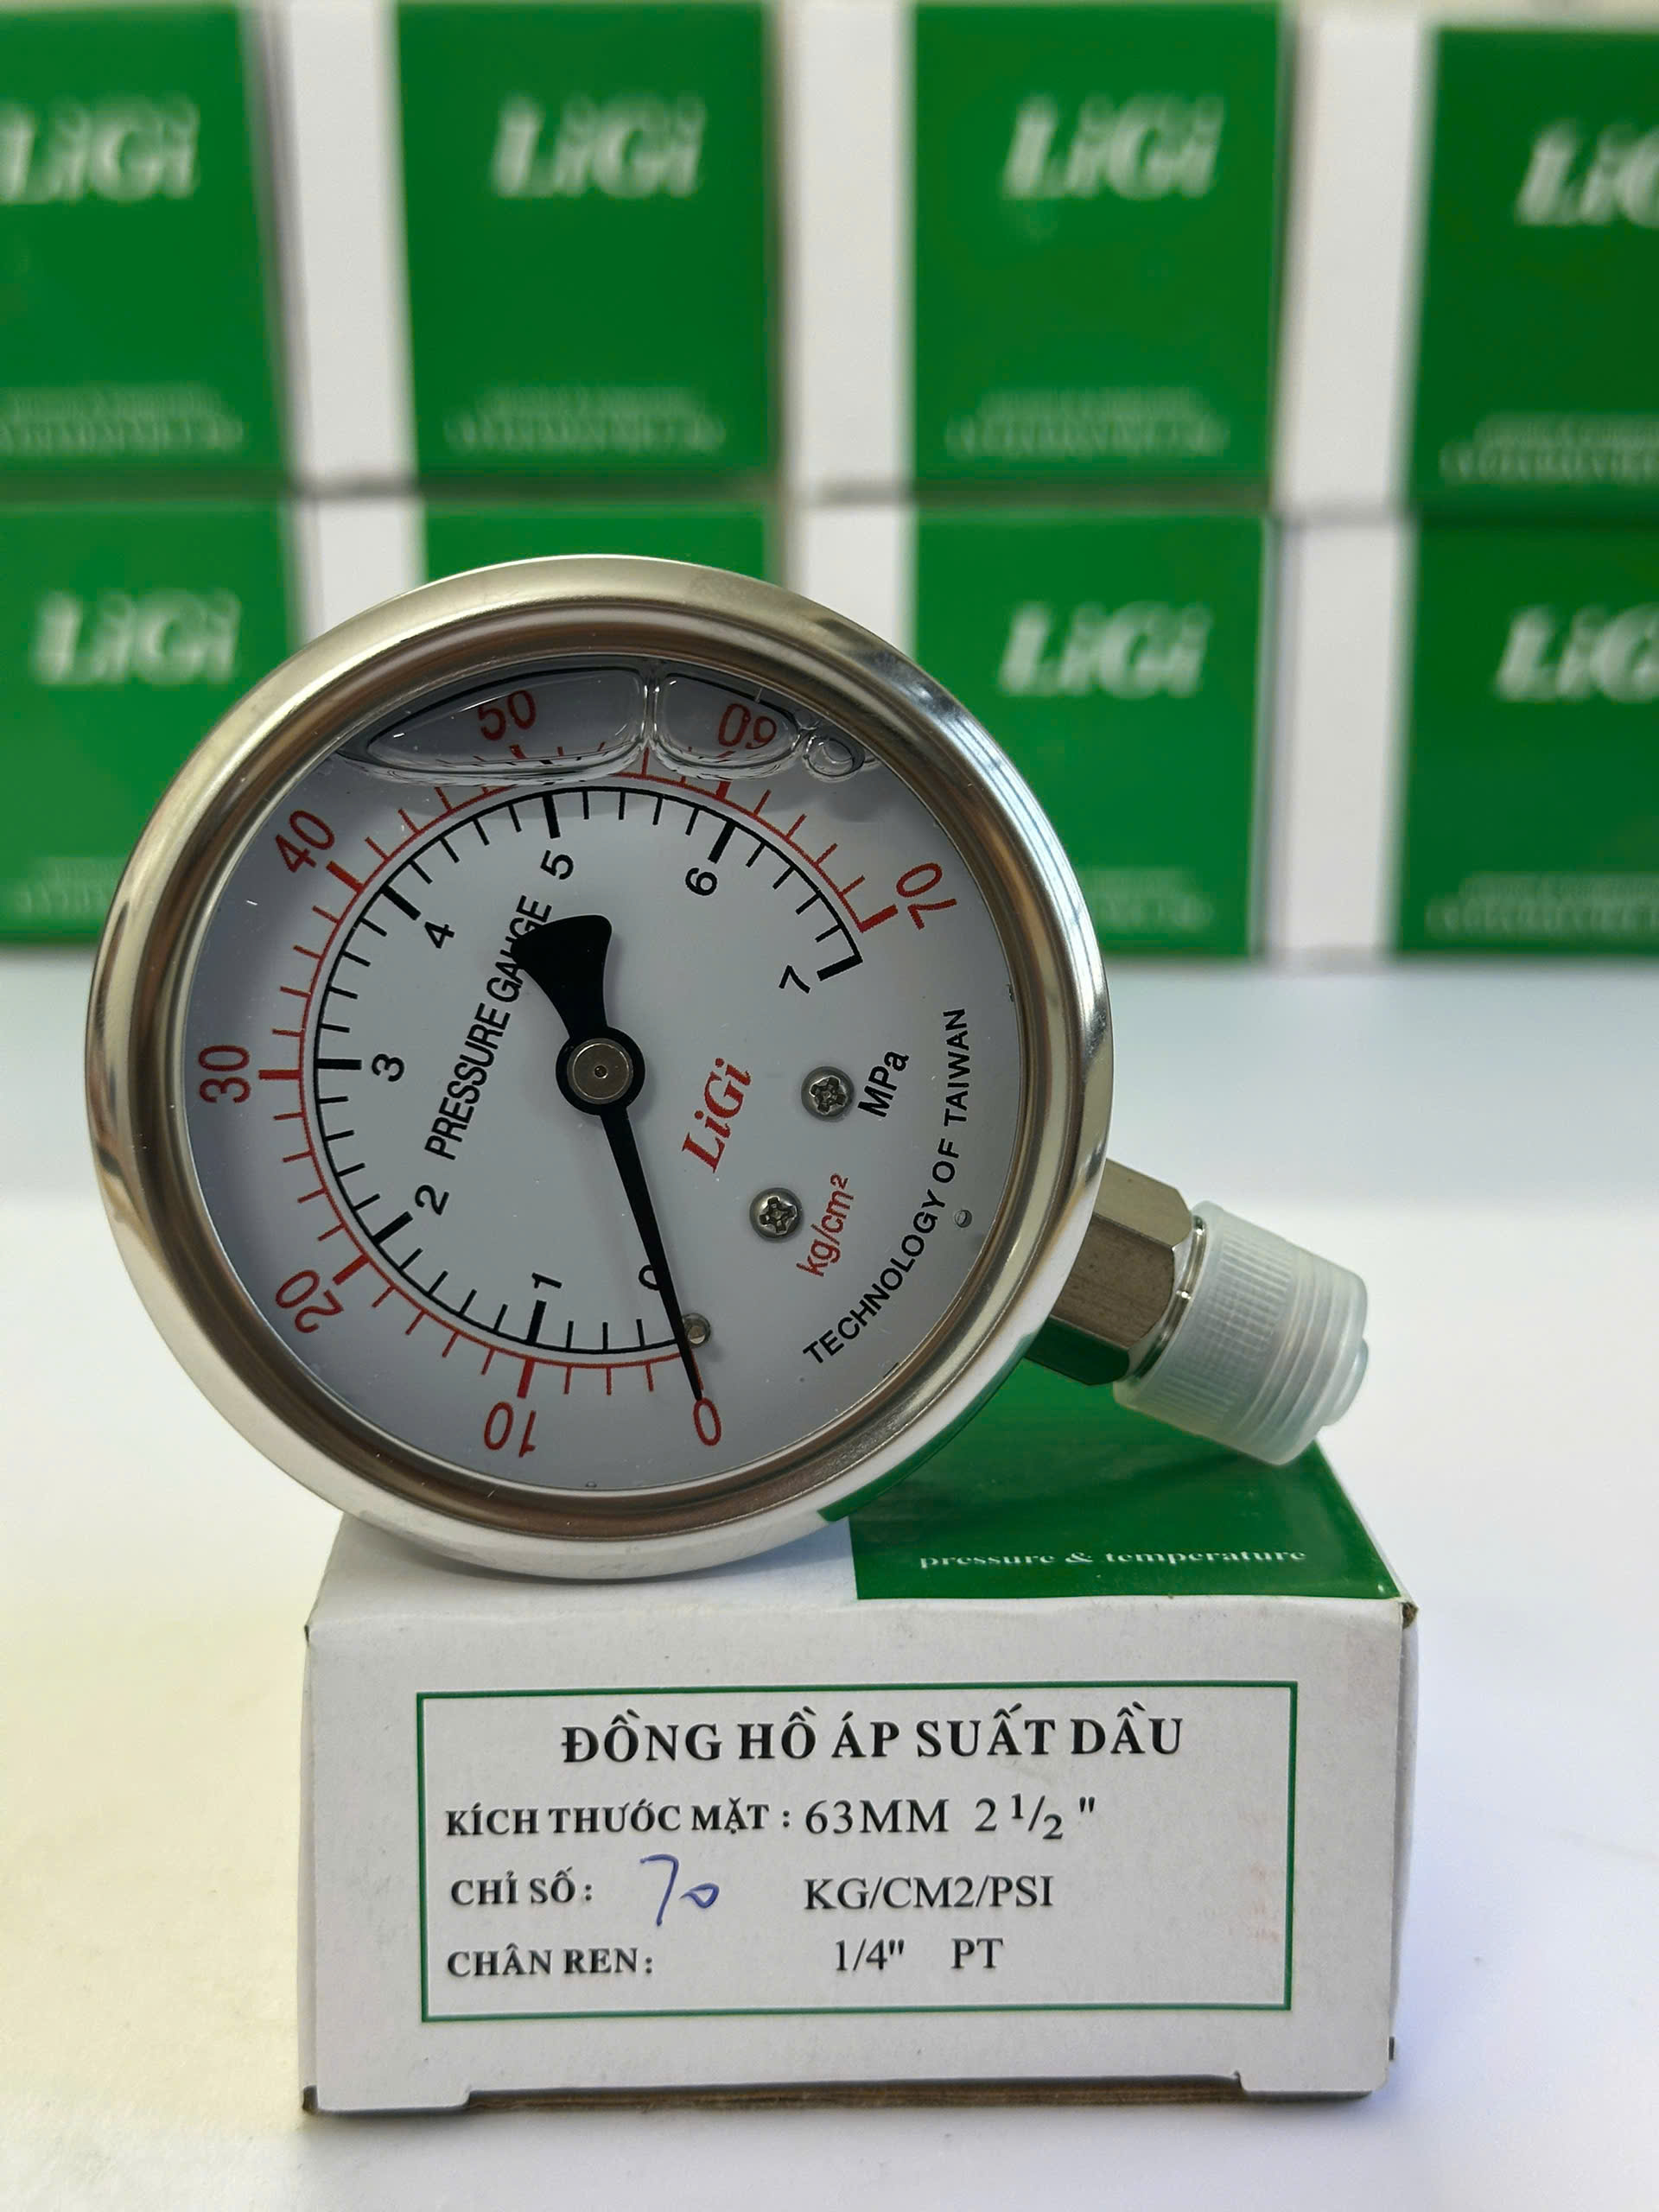 LiGi
LiGi
LiGi
LiGi
LiGi
LiGi
50
60
40
70
5
6
4
7
PRESSURE GAUGE
30
3
MPa
LiGi
TECHNOLOGY OF TAIWAN
2
kg/cm²
20
1
0
10
0
pressure & temperature
ĐỒNG HỒ ÁP SUẤT DẦU
KÍCH THƯỚC MẶT : 63MM 2 1/2 "
CHỈ SỐ: 70 KG/CM2/PSI
CHÂN REN: 1/4" PT